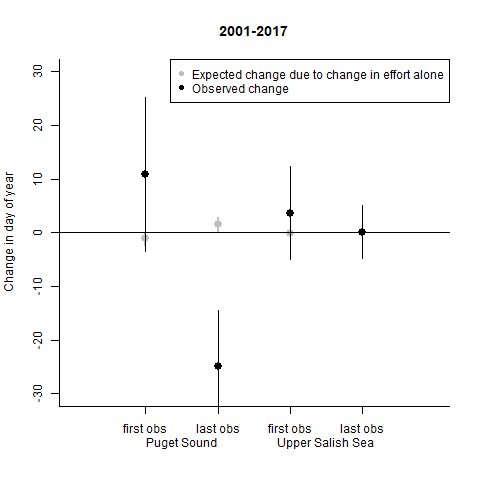 2001-2017
Expected change due to change in effort alone
Observed change
Change in day of year
30
20
10
0
-10
-20
-30
first obs last obs first obs last obs
Puget Sound Upper Salish Sea